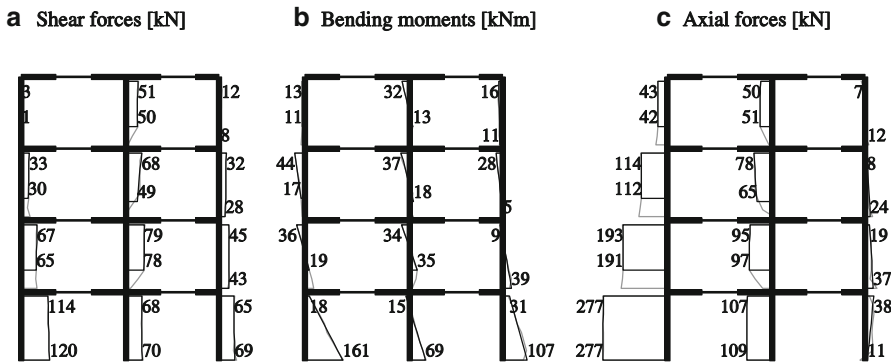 a Shear forces [kN] b Bending moments [kNm] c Axial forces [kN]
3 51 12 13 32 16 43 50 7
1 50 11 13 42 51
8 11 12
33 68 32 44 37 28 114 78 8
30 49 17 18 112 65
28 5 24
67 79 45 36 34 9 193 95 19
65 78 19 35 191 97
43 39 37
114 68 65 18 15 31 277 107 38
120 70 69 161 69 107 277 109 11